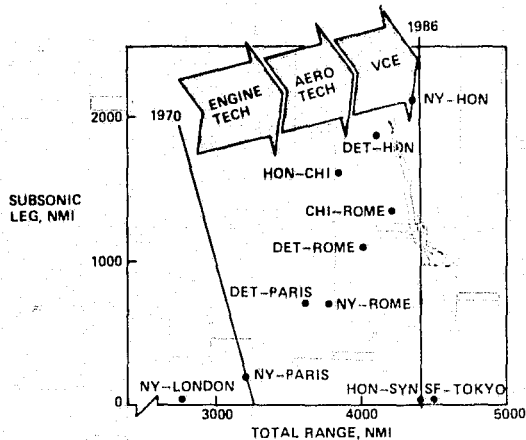 1986
VCE
AERO
TECH
ENGINE
TECH
1970
NY-HON
2000
DET-HON
HON-CHI
SUBSONIC
LEG, NMI
CHI-ROME
DET-ROME
1000
DET-PARIS
NY-ROME
NY-PARIS
NY-LONDON
HON-SYN SF-TOKYO
0
3000 4000 5000
TOTAL RANGE, NMI